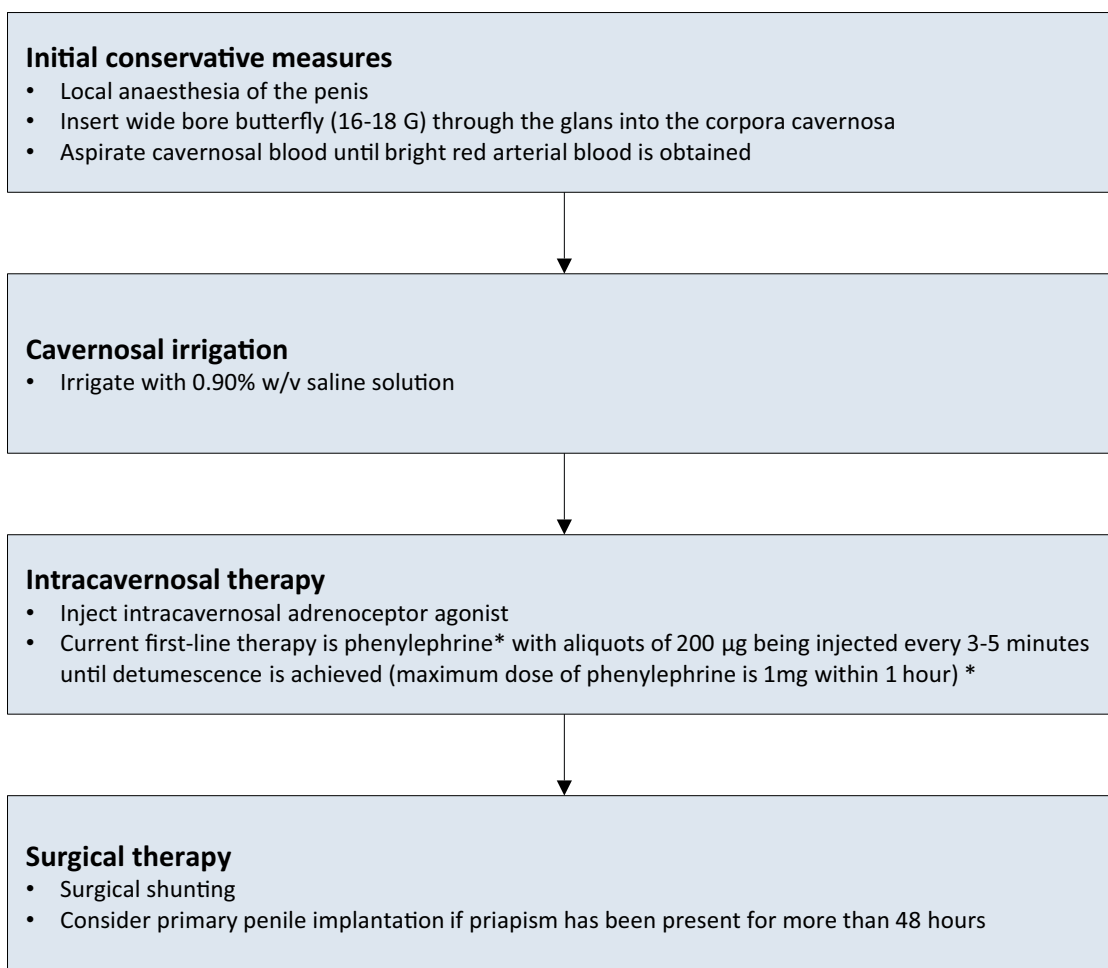 Initial conservative measures
• Local anaesthesia of the penis
• Insert wide bore butterfly (16-18 G) through the glans into the corpora cavernosa
• Aspirate cavernosal blood until bright red arterial blood is obtained
Cavernosal irrigation
• Irrigate with 0.90% w/v saline solution
Intracavernosal therapy
• Inject intracavernosal adrenoceptor agonist
• Current first-line therapy is phenylephrine* with aliquots of 200 µg being injected every 3-5 minutes
until detumescence is achieved (maximum dose of phenylephrine is 1mg within 1 hour) *
Surgical therapy
• Surgical shunting
• Consider primary penile implantation if priapism has been present for more than 48 hours